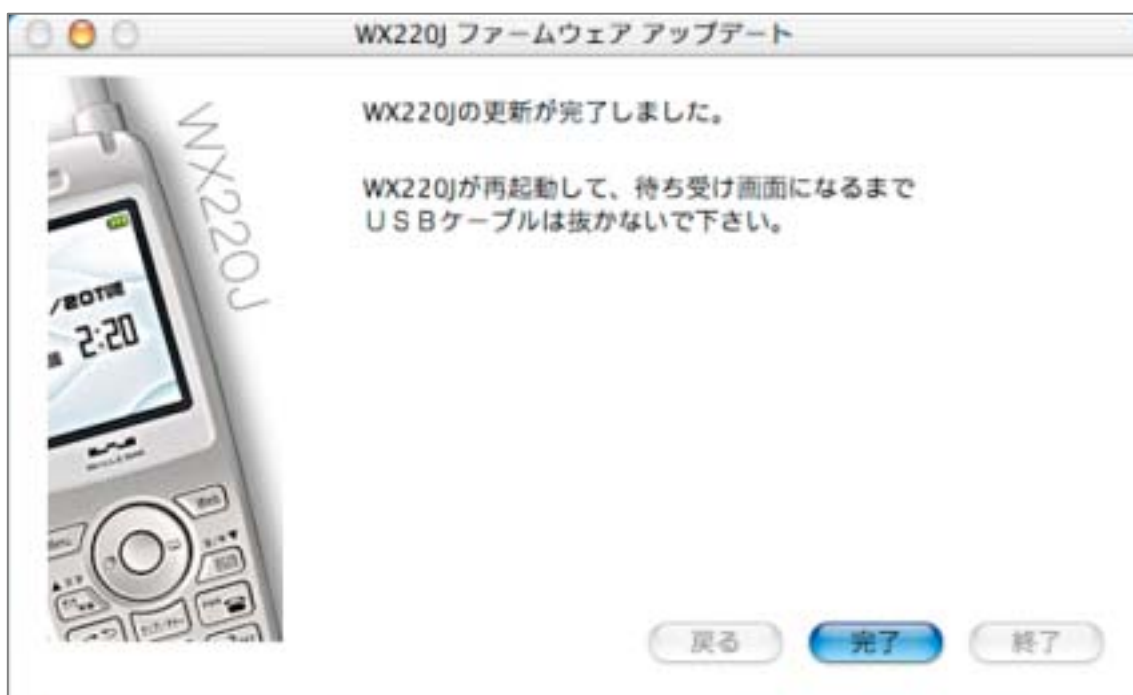 WX220J ファームウェア アップデート
WX220J
WX220Jの更新が完了しました。
WX220Jが再起動して、待ち受け画面になるまで
ＵＳＢケーブルは抜かないで下さい。
2:20
Web
戻る
完了
終了